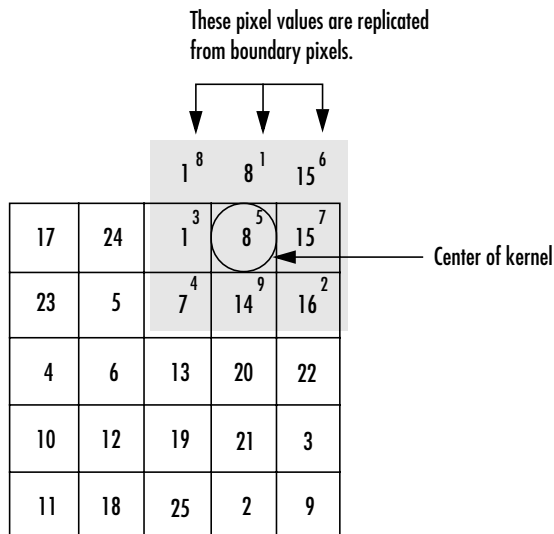 These pixel values are replicated
from boundary pixels.
1 8 8 1 15 6
17 24 1 3 8 5 15 7
Center of kernel
23 5 7 4 14 9 16 2
4 6 13 20 22
10 12 19 21 3
11 18 25 2 9